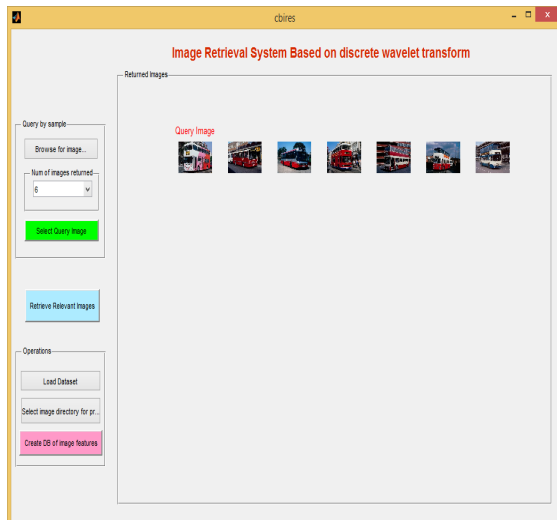 cbires
Image Retrieval System Based on discrete wavelet transform
Returned Images
Query Image
Query by sample
Browse for image...
Num of images returned
6
Select Query Image
Retrieve Relevant Images
Operations
Load Dataset
Select image directory for pr...
Create DB of image features